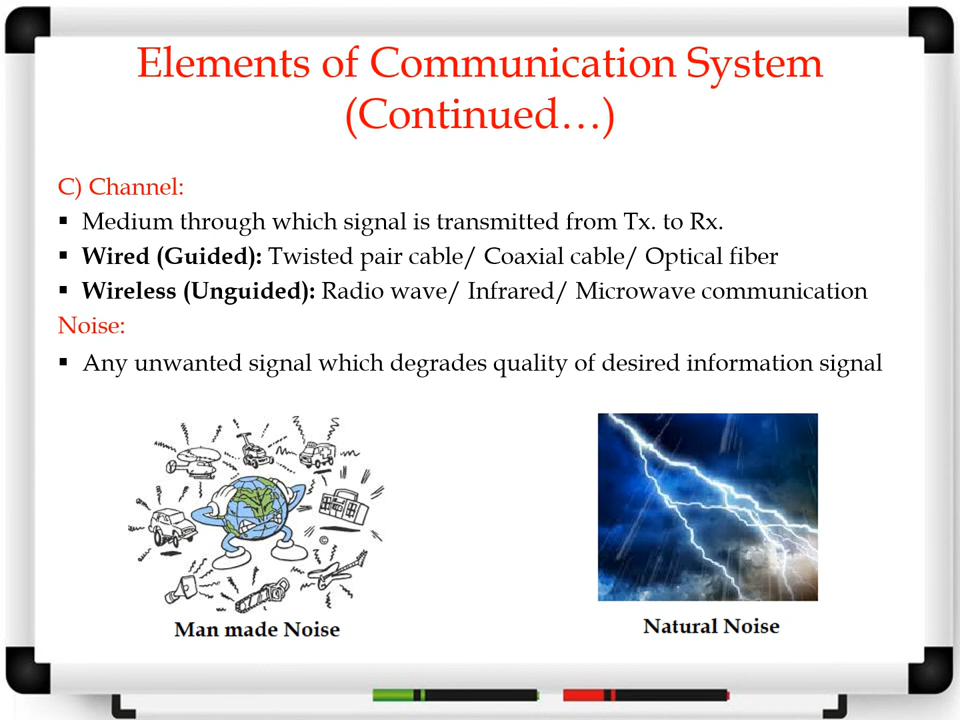 Elements of Communication System
(Continued…)
C) Channel:
▪ Medium through which signal is transmitted from Tx. to Rx.
▪ Wired (Guided): Twisted pair cable/ Coaxial cable/ Optical fiber
▪ Wireless (Unguided): Radio wave/ Infrared/ Microwave communication
Noise:
▪ Any unwanted signal which degrades quality of desired information signal
©
Man made Noise
Natural Noise